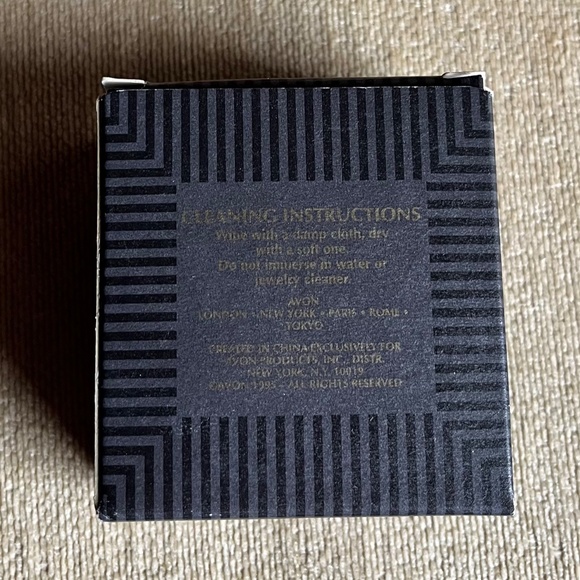 CLEANING INSTRUCTIONS
Wipe with a damp cloth, dry
with a soft one.
Do not immerse in water or
jewelry cleaner.
AVON
LONDON • NEW YORK • PARIS • ROME •
TOKYO
CREATED IN CHINA EXCLUSIVELY FOR
AVON PRODUCTS, INC., DISTR.
NEW YORK, N.Y. 10019
©AVON 1995 – ALL RIGHTS RESERVED